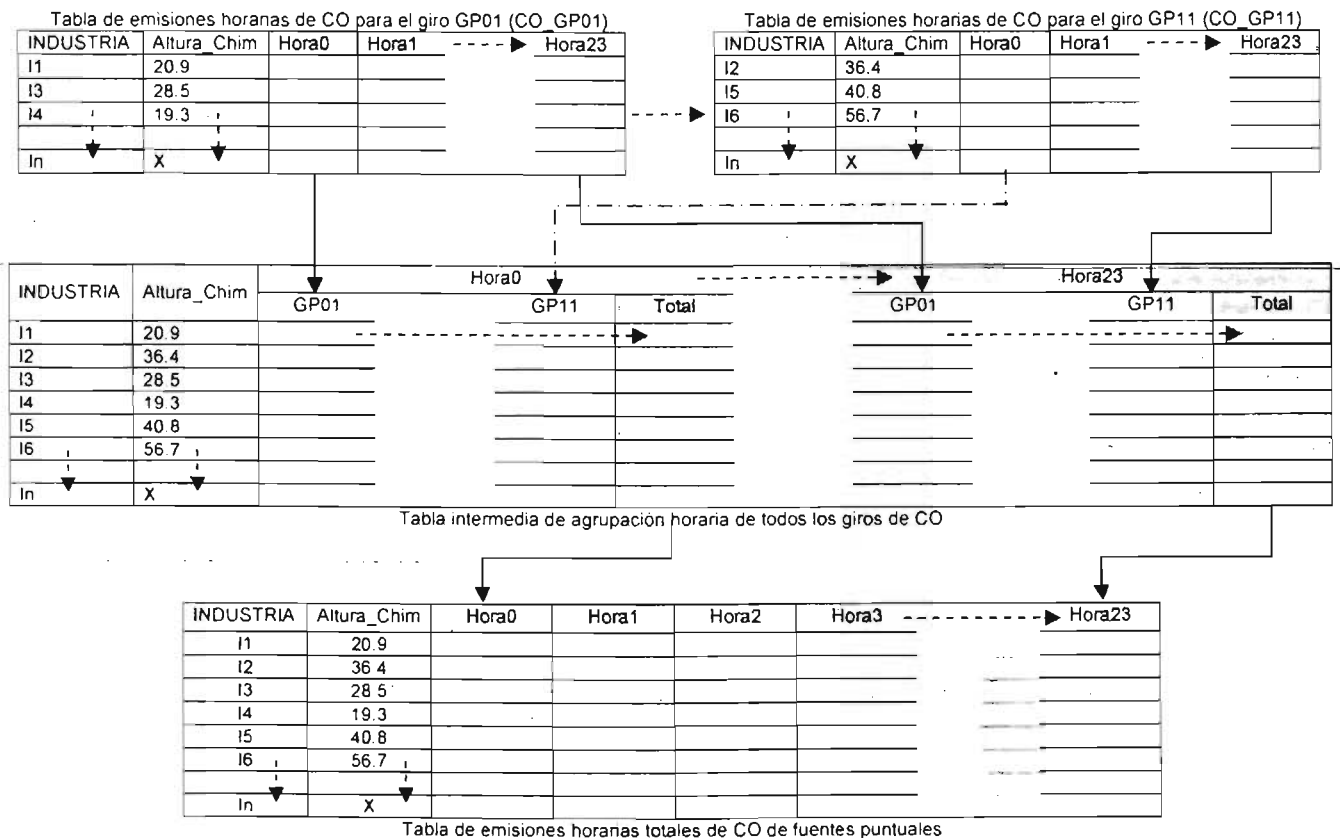 Tabla de emisiones horarias de CO para el giro GP01 (CO_GP01)
INDUSTRIA Altura_Chim Hora0 Hora1 Hora23
I1 20.9
I3 28.5
I4 19.3
In X
Tabla de emisiones horarias de CO para el giro GP11 (CO_GP11)
INDUSTRIA Altura_Chim Hora0 Hora1 Hora23
I2 36.4
I5 40.8
I6 56.7
In X
INDUSTRIA Altura_Chim Hora0 Hora23
GP01 GP11 Total GP01 GP11 Total
I1 20.9
I2 36.4
I3 28 5
I4 19.3
I5 40.8
I6 56.7
In X
Tabla intermedia de agrupación horaria de todos los giros de CO
INDUSTRIA Altura_Chim Hora0 Hora1 Hora2 Hora3 Hora23
I1 20.9
I2 36 4
I3 28 5
I4 19.3
I5 40.8
I6 56.7
In X
Tabla de emisiones horarias totales de CO de fuentes puntuales